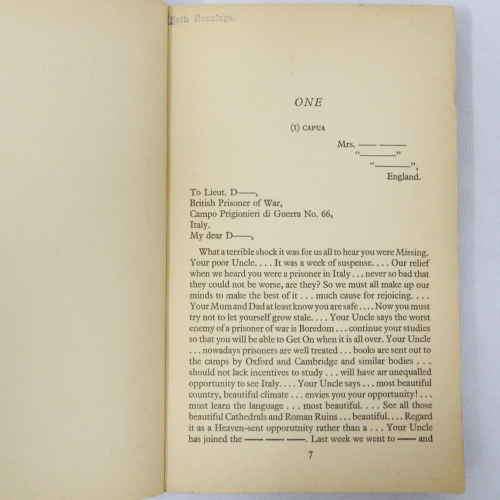 ONE
(I) CAPUA
Mrs. —— ——
"————"
"————",
England.
To Lieut. D——,
British Prisoner of War,
Campo Prigionieri di Guerra No. 66,
Italy.
My dear D——,
What a terrible shock it was for us all to hear you were Missing.
Your poor Uncle. . . . It was a week of suspense. . . . Our relief
when we heard you were a prisoner in Italy . . . never so bad that
they could not be worse, are they? So we must all make up our
minds to make the best of it . . . much cause for rejoicing. . . .
Your Mum and Dad at least know you are safe . . . . Now you must
try not to let yourself grow stale. . . . Your Uncle says the worst
enemy of a prisoner of war is Boredom . . . continue your studies
so that you will be able to Get On when it is all over. Your Uncle
. . . nowadays prisoners are well treated . . . books are sent out to the
camps by Oxford and Cambridge and similar bodies . . .
should not lack incentives to study . . . will have an unequalled
opportunity to see Italy. . . . Your Uncle says . . . most beautiful
country, beautiful climate . . . envies you your opportunity! . . .
must learn the language . . . most beautiful. . . . See all those
beautiful Cathedrals and Roman Ruins . . . beautiful. . . . Regard
it as a Heaven-sent opporutnity rather than a . . . Your Uncle
has joined the —— —— ——. Last week we went to —— and
7